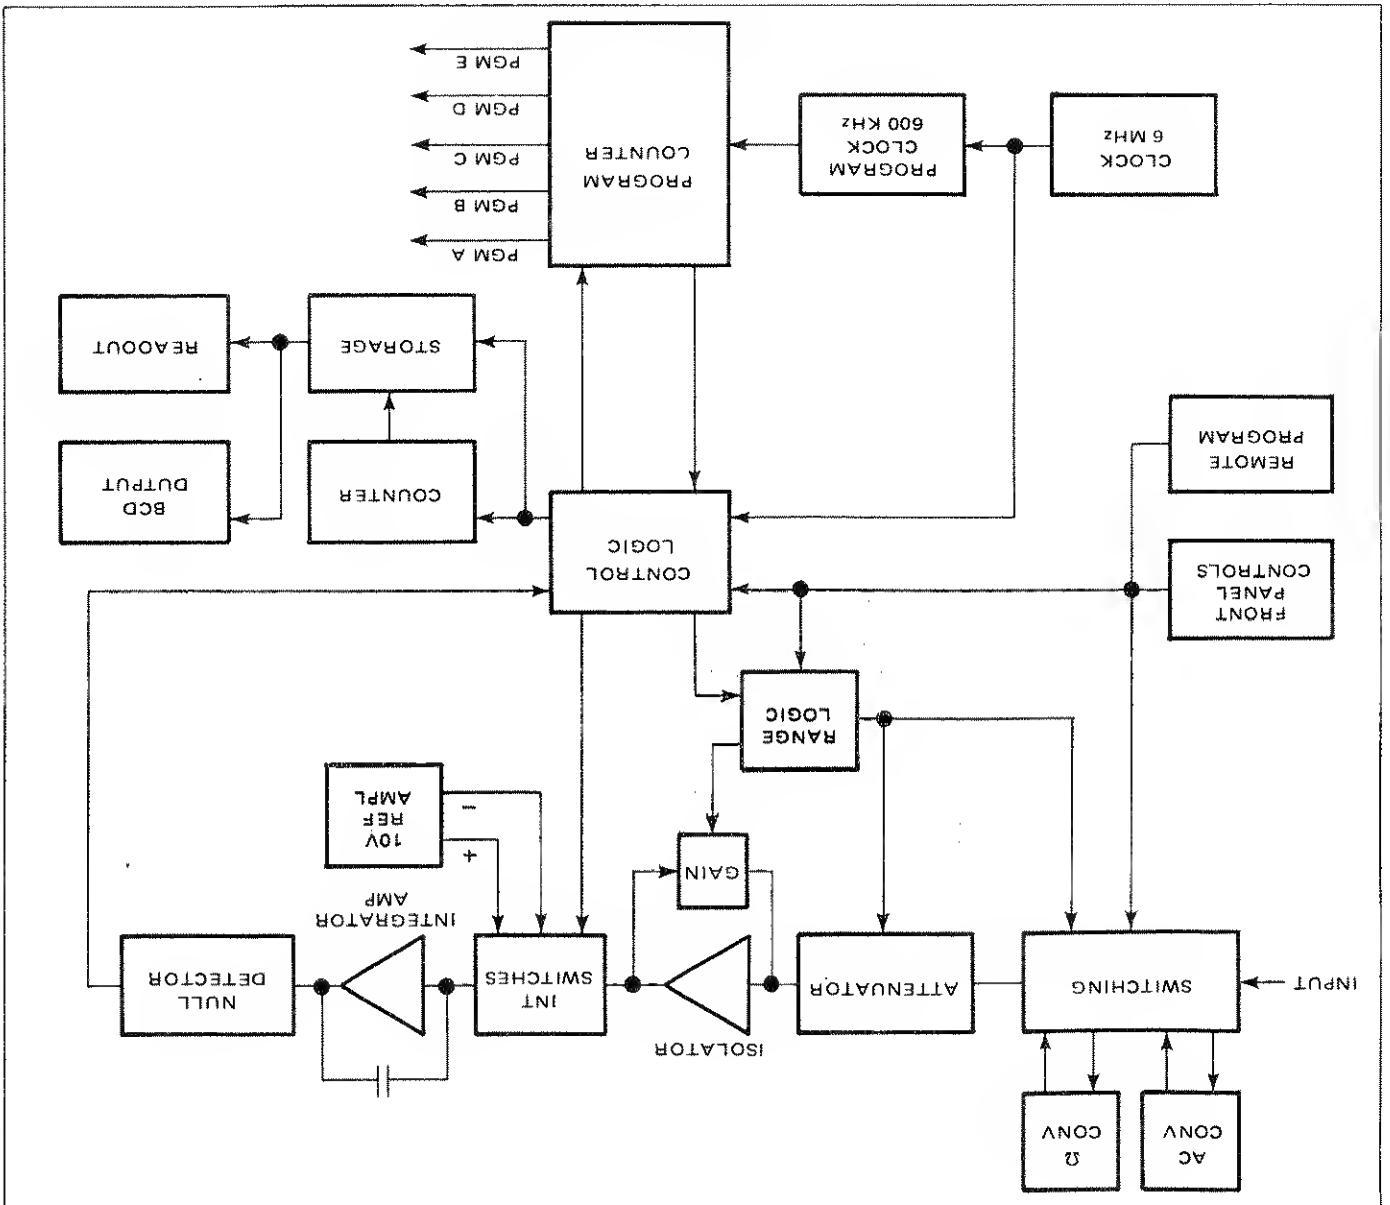 AC
CONV
Ω
CONV
ISOLATOR
INPUT
SWITCHING
ATTENUATOR
INT
SWITCHES
INTEGRATOR
AMP
NULL
DETECTOR
GAIN
+
−
10V
REF
AMPL
RANGE
LOGIC
FRONT
PANEL
CONTROLS
REMOTE
PROGRAM
CONTROL
LOGIC
COUNTER
BCD
DUTPUT
STORAGE
REAOOUT
CLOCK
6 MHz
PROGRAM
CLOCK
600 KHz
PROGRAM
COUNTER
PGM A
PGM B
PGM C
PGM D
PGM E